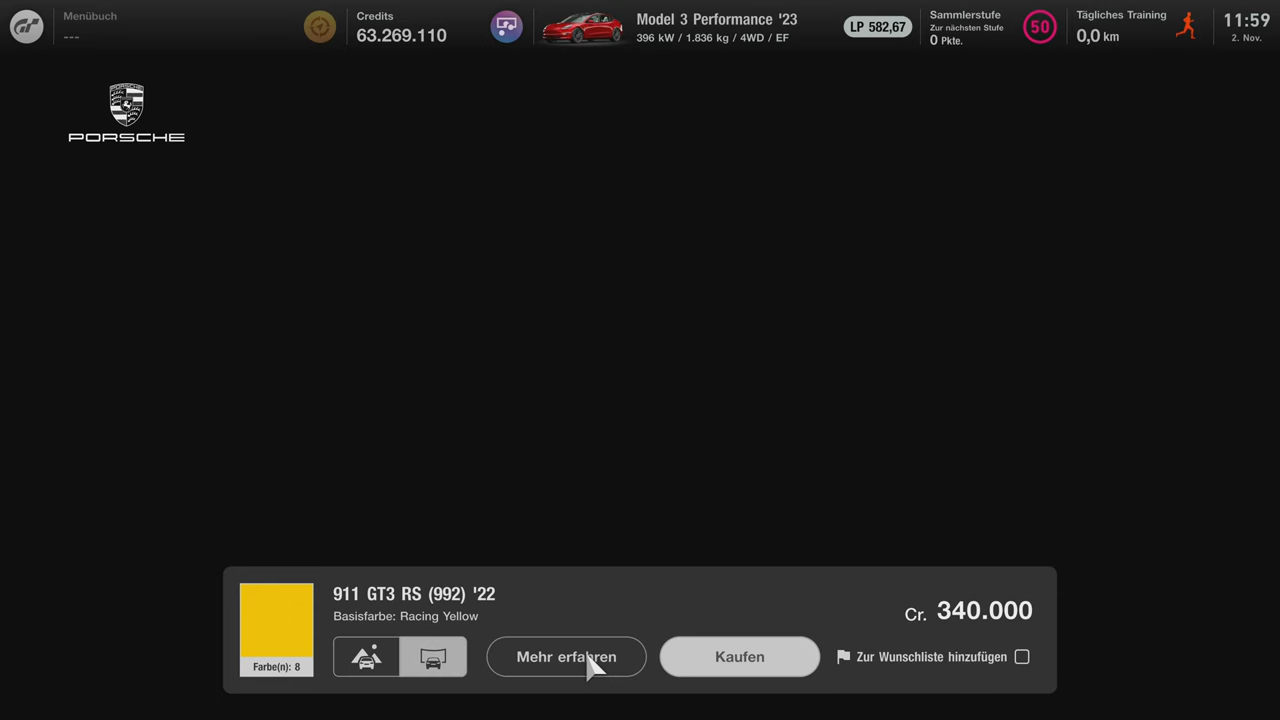 Menübuch
---
Credits
63.269.110
Model 3 Performance '23
396 kW / 1.836 kg / 4WD / EF
LP 582,67
Sammlerstufe
Zur nächsten Stufe
0 Pkte.
50
Tägliches Training
0,0 km
11:59
2. Nov.
PORSCHE
911 GT3 RS (992) '22
Basisfarbe: Racing Yellow
Farbe(n): 8
Mehr erfahren
Kaufen
Cr. 340.000
Zur Wunschliste hinzufügen